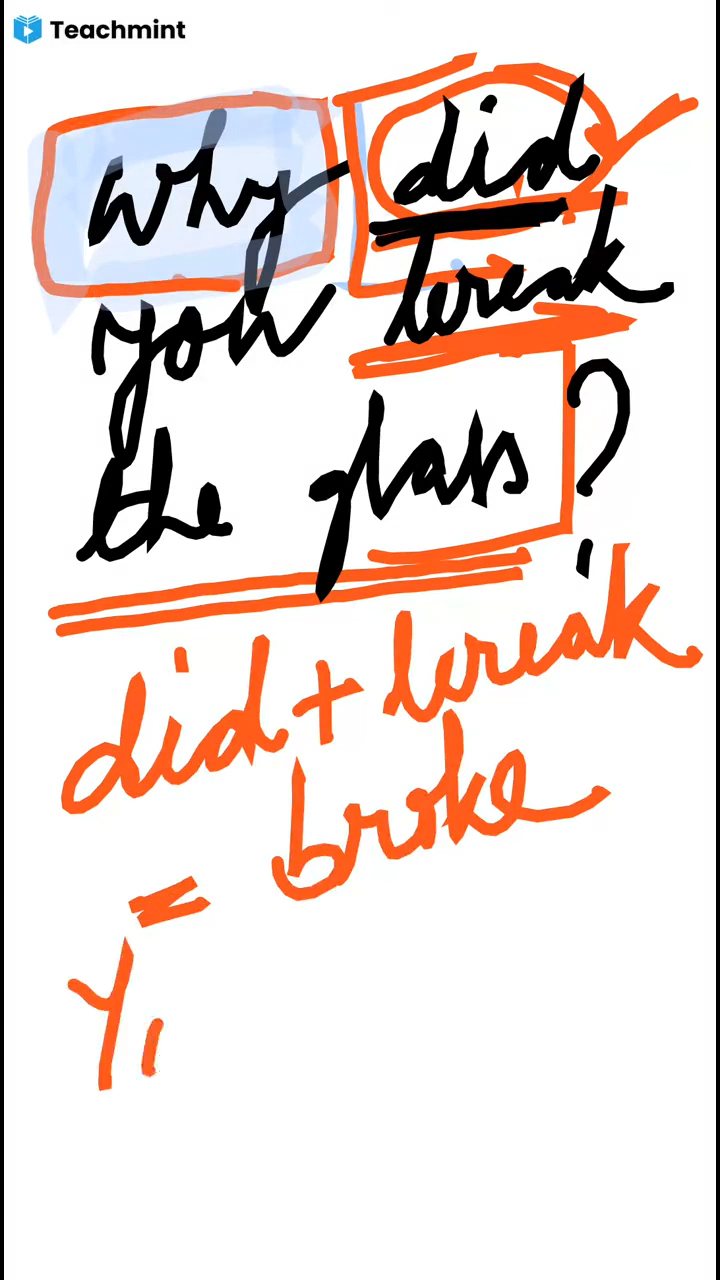 Teachmint
why did
you break
the glass?
did + break
= broke